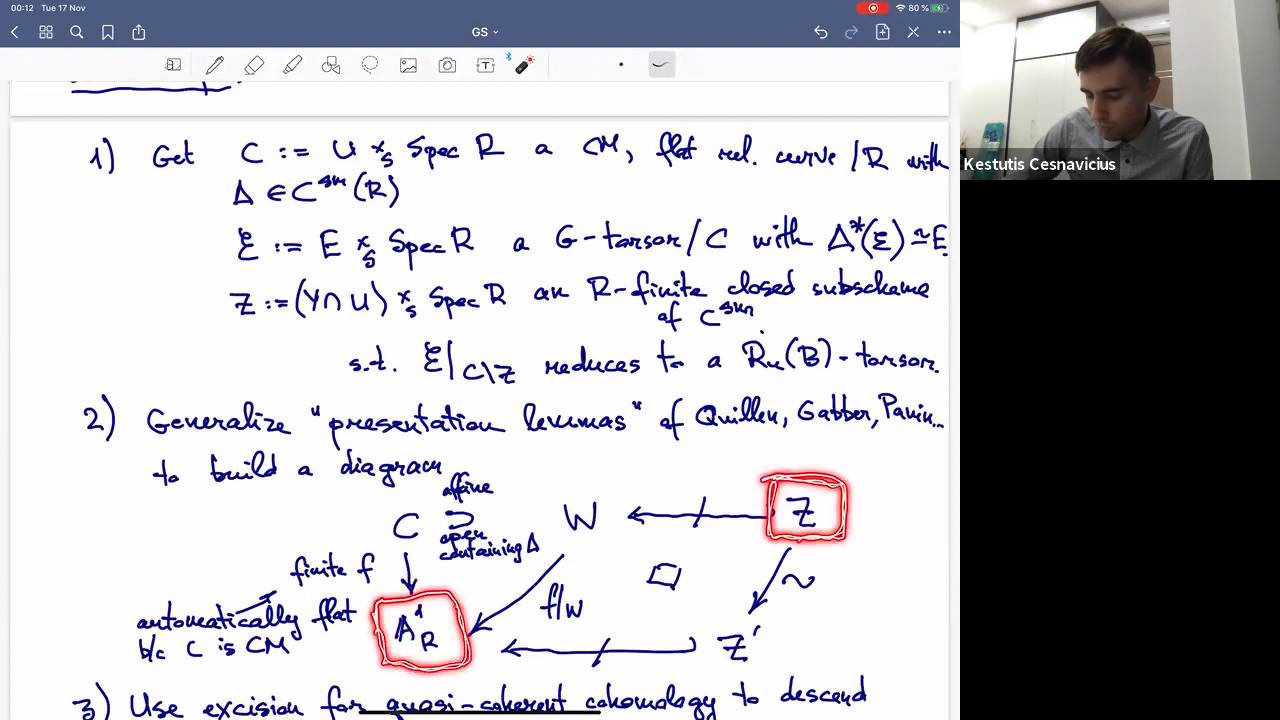 00:12 Tue 17 Nov
80 %
GS
1) Get C := U ×_S Spec R a CM, flat rel. curve /R with
Δ ∈ C^sm(R)
ℰ := E ×_S Spec R a G-torsor / C with Δ*(ℰ) ≃ E
Z := (Y ∩ U) ×_S Spec R an R-finite closed subscheme
of C^sm
s.t. ℰ|_{C\Z} reduces to a R_u(B)-torsor.
2) Generalize "presentation lemmas" of Quillen, Gabber, Panin...
to build a diagram
affine
C ⊃ W Z
open
containing Δ
finite f
f|_W □ ~
automatically flat
b/c C is CM
A^1_R Z'
3) Use excision for quasi-coherent cohomology to descend
Kestutis Cesnavicius